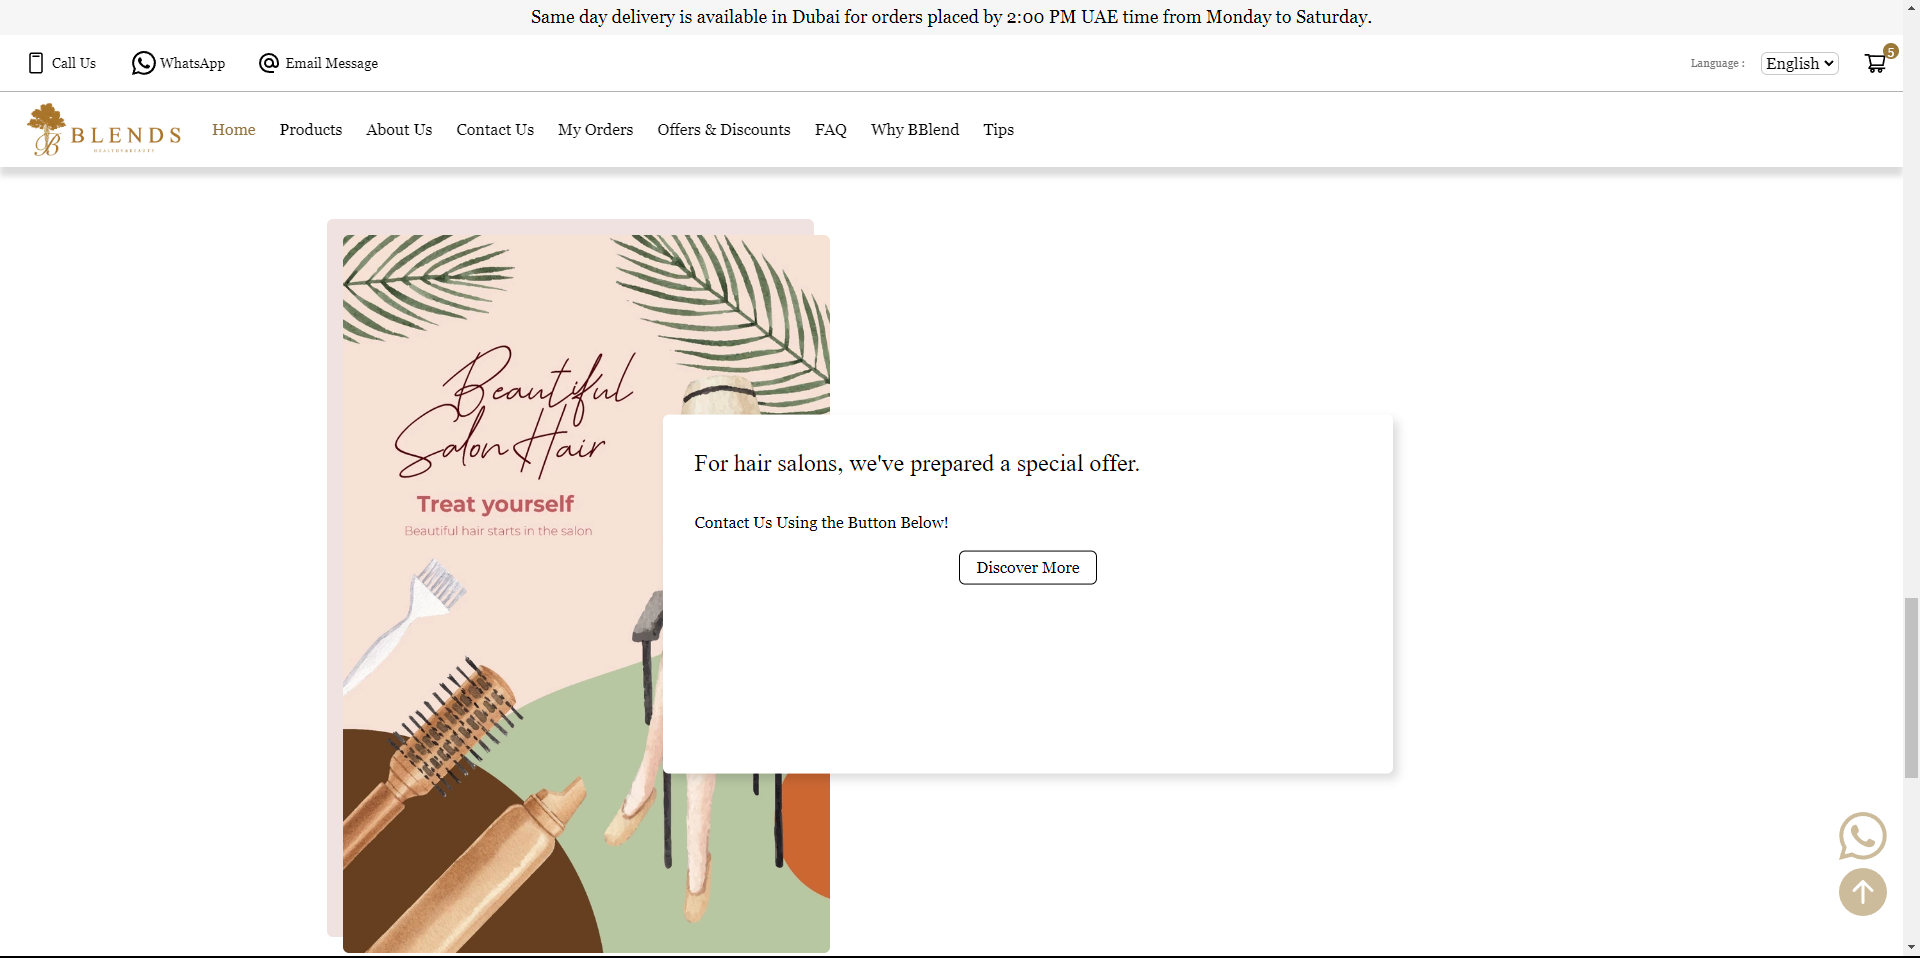 Same day delivery is available in Dubai for orders placed by 2:00 PM UAE time from Monday to Saturday.
Call Us
WhatsApp
Email Message
Language :
English
5
B
BLENDS
HEALTHY&BEAUTY
Home
Products
About Us
Contact Us
My Orders
Offers & Discounts
FAQ
Why BBlend
Tips
Beautiful
Salon Hair
Treat yourself
Beautiful hair starts in the salon
For hair salons, we've prepared a special offer.
Contact Us Using the Button Below!
Discover More